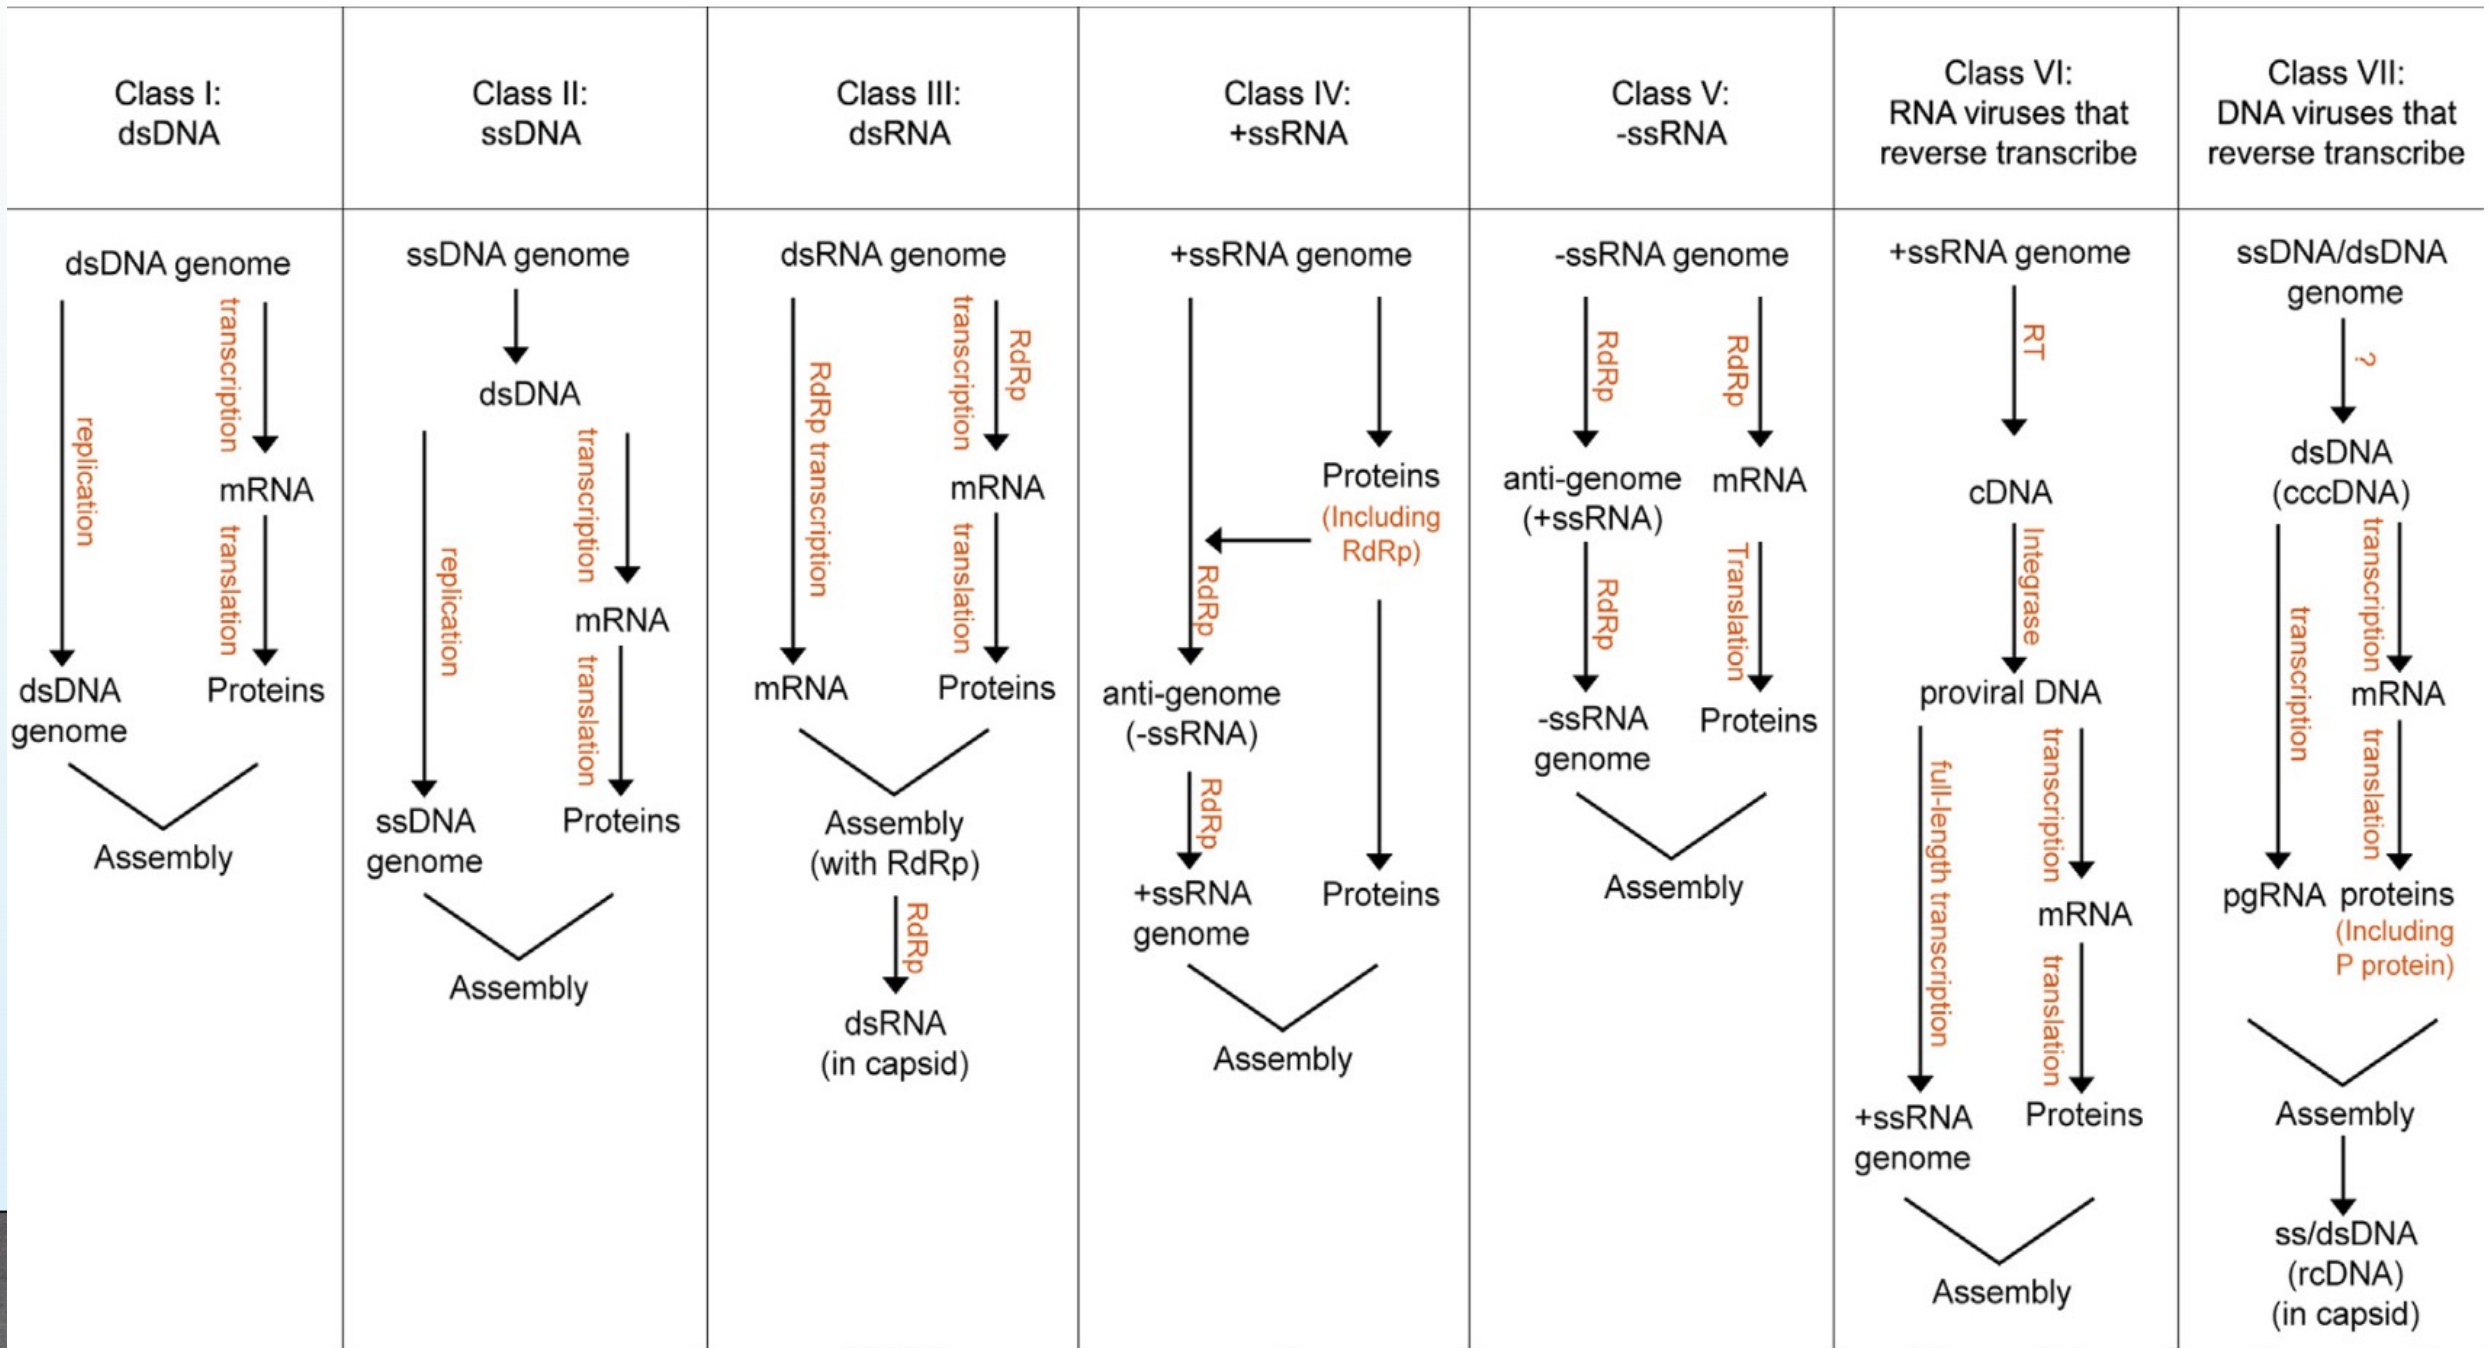 Class I:
dsDNA
dsDNA genome
replication
transcription
mRNA
translation
dsDNA
genome
Proteins
Assembly
Class II:
ssDNA
ssDNA genome
dsDNA
replication
transcription
mRNA
translation
ssDNA
genome
Proteins
Assembly
Class III:
dsRNA
dsRNA genome
RdRp transcription
transcription
RdRp
mRNA
translation
mRNA
Proteins
Assembly
(with RdRp)
RdRp
dsRNA
(in capsid)
Class IV:
+ssRNA
+ssRNA genome
Proteins
(Including
RdRp)
RdRp
anti-genome
(-ssRNA)
RdRp
+ssRNA
genome
Proteins
Assembly
Class V:
-ssRNA
-ssRNA genome
RdRp
RdRp
anti-genome
(+ssRNA)
mRNA
RdRp
Translation
-ssRNA
genome
Proteins
Assembly
Class VI:
RNA viruses that
reverse transcribe
+ssRNA genome
RT
cDNA
Integrase
proviral DNA
full-length transcription
transcription
mRNA
translation
+ssRNA
genome
Proteins
Assembly
Class VII:
DNA viruses that
reverse transcribe
ssDNA/dsDNA
genome
?
dsDNA
(cccDNA)
transcription
transcription
mRNA
translation
pgRNA
proteins
(Including
P protein)
Assembly
ss/dsDNA
(rcDNA)
(in capsid)